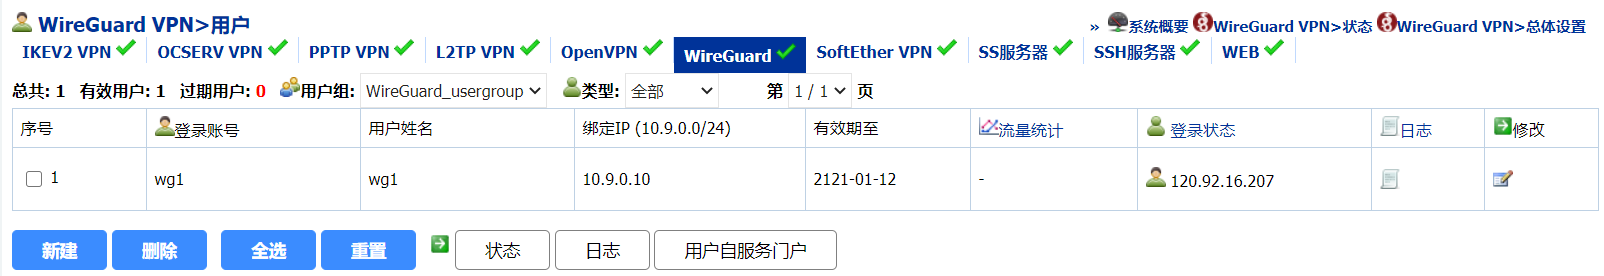 WireGuard VPN>用户
» 系统概要 WireGuard VPN>状态 WireGuard VPN>总体设置
IKEV2 VPN OCSERV VPN PPTP VPN L2TP VPN OpenVPN WireGuard SoftEther VPN SS服务器 SSH服务器 WEB
总共: 1 有效用户: 1 过期用户: 0 用户组: WireGuard_usergroup 类型: 全部 第 1 / 1 页
序号 登录账号 用户姓名 绑定IP (10.9.0.0/24) 有效期至 流量统计 登录状态 日志 修改
1 wg1 wg1 10.9.0.10 2121-01-12 - 120.92.16.207
新建 删除 全选 重置 状态 日志 用户自服务门户